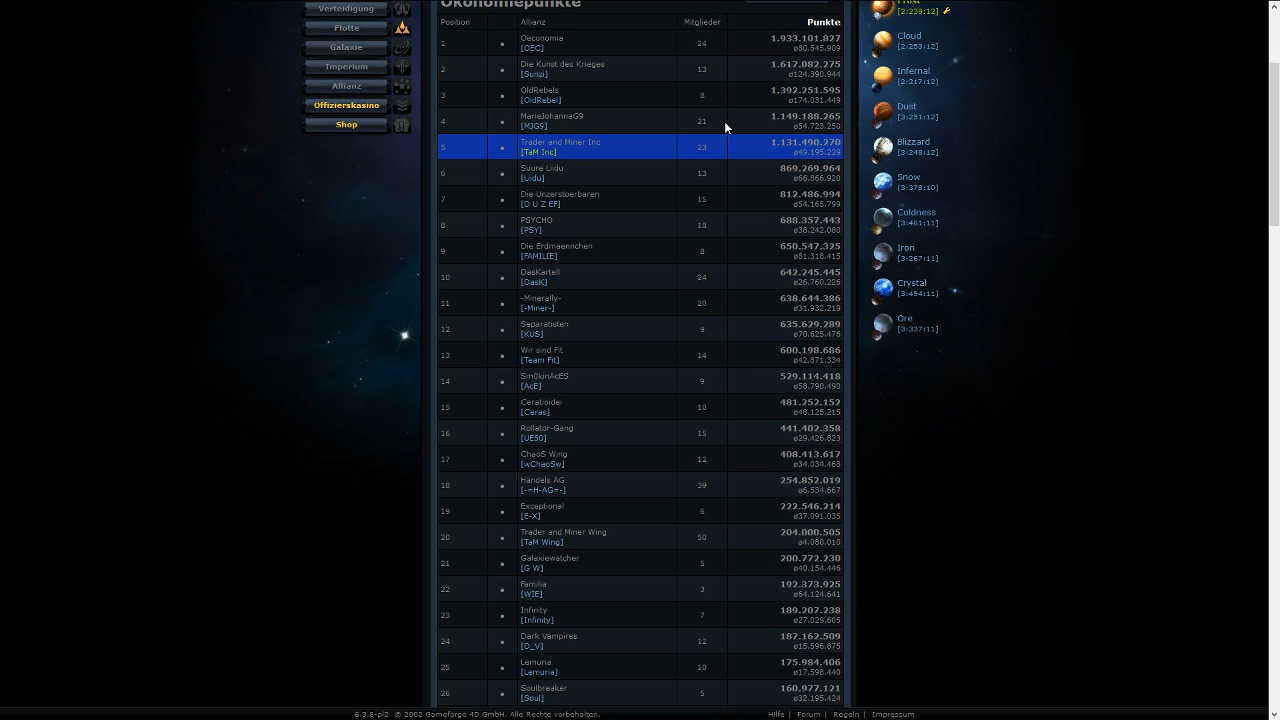 Verteidigung
Flotte
Galaxie
Imperium
Allianz
Offizierskasino
Shop
Ökonomiepunkte
Position Allianz Mitglieder Punkte
1 Oeconomia 24 1.933.101.827
[OEC] ø80.545.909
2 Die Kunst des Krieges 13 1.617.082.275
[Sunzi] ø124.390.944
3 OldRebels 8 1.392.251.595
[OldRebel] ø174.031.449
4 MarieJohannaG9 21 1.149.188.265
[MJG9] ø54.723.250
5 Trader and Miner Inc 23 1.131.490.270
[TaM Inc] ø49.195.229
6 Suure Liidu 13 869.269.964
[Liidu] ø66.866.920
7 Die Unzerstoerbaren 15 812.486.994
[D U Z EF] ø54.165.799
8 PSYCHO 18 688.357.443
[PSY] ø38.242.080
9 Die Erdmaennchen 8 650.547.325
[FAMILIE] ø81.318.415
10 DasKartell 24 642.245.445
[DasK] ø26.760.226
11 -Minerally- 20 638.644.386
[-Miner-] ø31.932.219
12 Separatisten 9 635.629.289
[KUS] ø70.625.476
13 Wir sind Fit 14 600.198.686
[Team Fit] ø42.871.334
14 Sm0kinAcES 9 529.114.418
[AcE] ø58.790.490
15 Ceratioidei 10 481.252.152
[Ceras] ø48.125.215
16 Rollator-Gang 15 441.402.358
[UE50] ø29.426.823
17 ChaoS Wing 12 408.413.617
[wChaoSw] ø34.034.468
18 Handels AG 39 254.852.019
[-=H-AG=-] ø6.534.667
19 Exceptional 6 222.546.214
[E-X] ø37.091.035
20 Trader and Miner Wing 50 204.000.505
[TaM Wing] ø4.080.010
21 Galaxiewatcher 5 200.772.230
[G W] ø40.154.446
22 Familia 3 192.373.925
[WIE] ø64.124.641
23 Infinity 7 189.207.238
[Infinity] ø27.029.605
24 Dark Vampires 12 187.162.509
[D_V] ø15.596.875
25 Lemuria 10 175.984.406
[Lemuria] ø17.598.440
26 Soulbreaker 5 160.977.121
[Soul] ø32.195.424
Frost
[2:239:12]
Cloud
[2:253:12]
Infernal
[2:217:12]
Dust
[3:251:12]
Blizzard
[3:248:12]
Snow
[3:378:10]
Coldness
[3:461:11]
Iron
[3:267:11]
Crystal
[3:494:11]
Ore
[3:337:11]
6.3.8-pl2 © 2002 Gameforge 4D GmbH. Alle Rechte vorbehalten. Hilfe | Forum | Regeln | Impressum